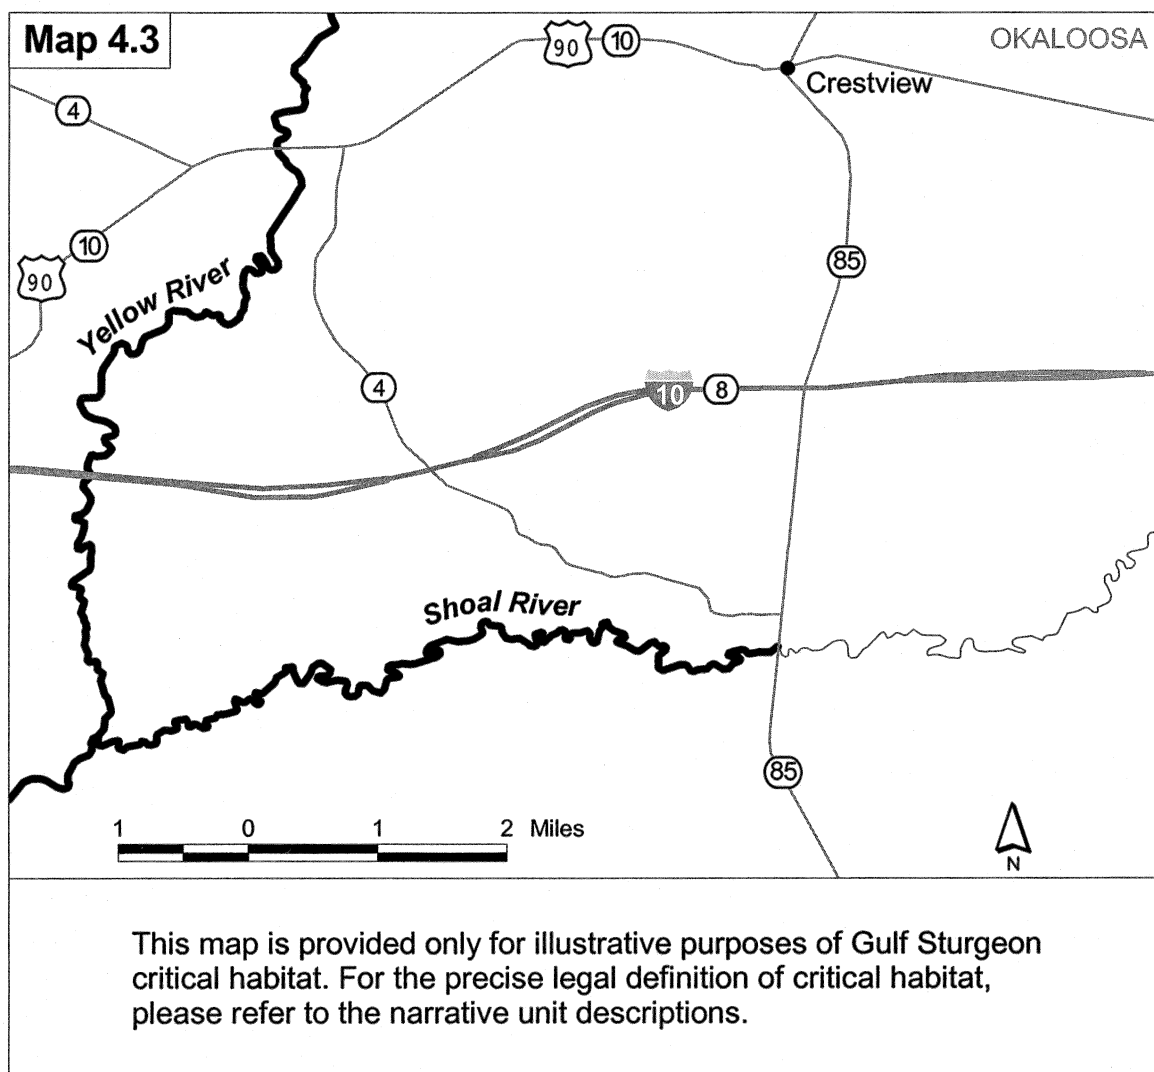 Map 4.3
OKALOOSA
90
10
Crestview
4
85
10
90
Yellow River
4
10
8
Shoal River
85
1 0 1 2 Miles
N
This map is provided only for illustrative purposes of Gulf Sturgeon
critical habitat. For the precise legal definition of critical habitat,
please refer to the narrative unit descriptions.